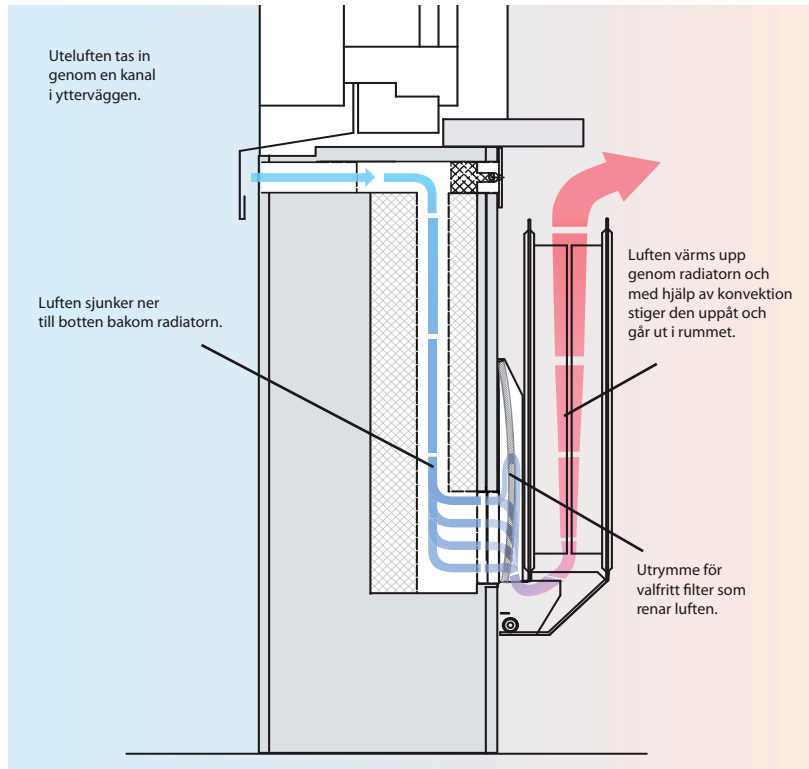 Uteluften tas in
genom en kanal
i ytterväggen.
Luften värms upp
genom radiatorn och
med hjälp av konvektion
stiger den uppåt och
går ut i rummet.
Luften sjunker ner
till botten bakom radiatorn.
Utrymme för
valfritt filter som
renar luften.